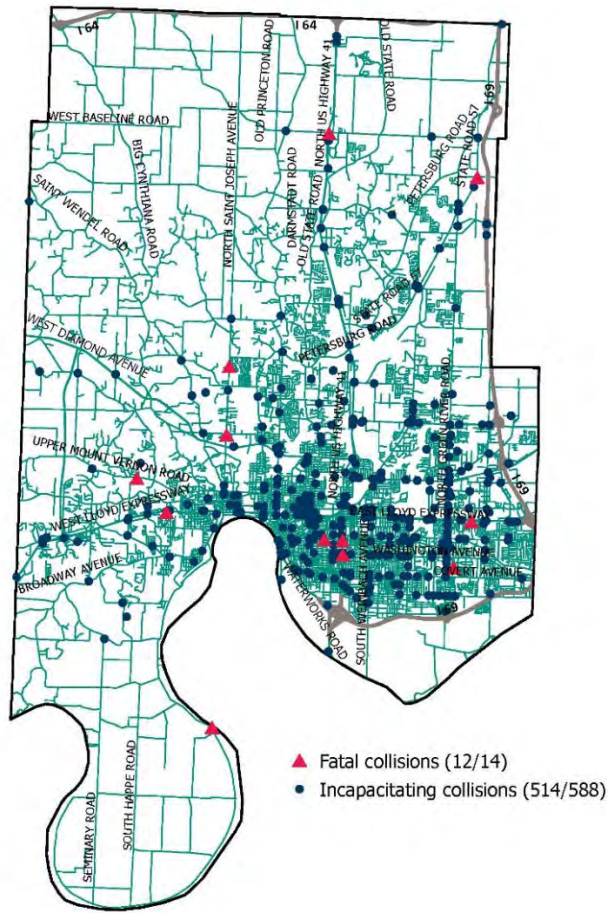 I 64
I 64
OLD PRINCETON ROAD
NORTH US HIGHWAY 41
OLD STATE ROAD
I 69
WEST BASELINE ROAD
BIG CYNTHIANA ROAD
NORTH SAINT JOSEPH AVENUE
DARMSTADT ROAD
OLD STATE ROAD
PETERSBURG ROAD
STATE ROAD 57
SAINT WENDEL ROAD
STATE ROAD 57
PETERSBURG ROAD
WEST DIAMOND AVENUE
NORTH US HIGHWAY 41
NORTH GREEN RIVER ROAD
I 69
UPPER MOUNT VERNON ROAD
WEST LLOYD EXPRESSWAY
EAST LLOYD EXPRESSWAY
WASHINGTON AVENUE
BROADWAY AVENUE
COVERT AVENUE
WATERWORKS ROAD
I 69
SEMINARY ROAD
SOUTH HAPPE ROAD
Fatal collisions (12/14)
Incapacitating collisions (514/588)